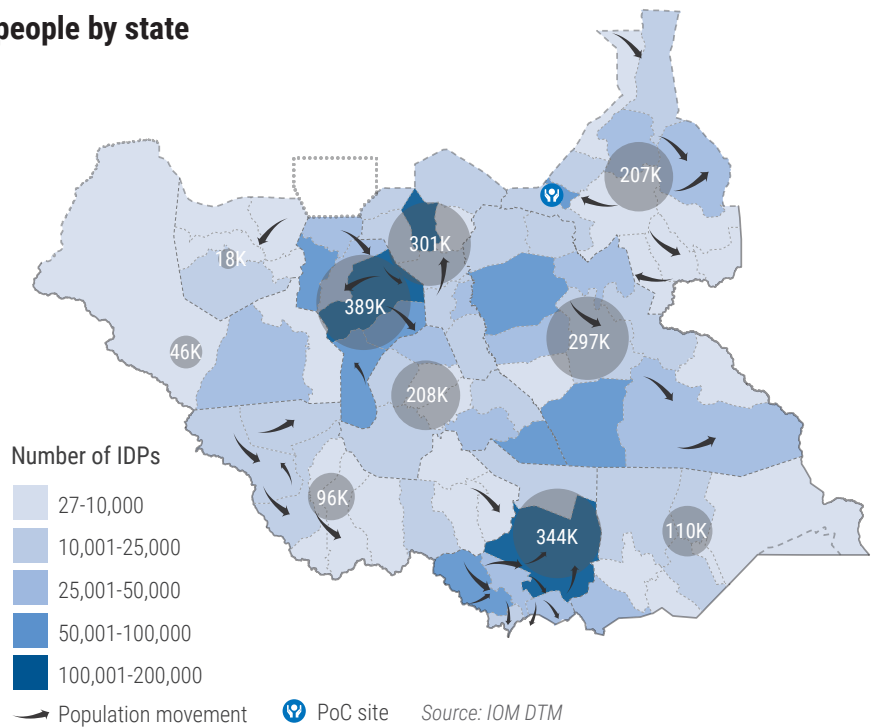 people by state
207K
301K
18K
389K
297K
46K
208K
96K
344K
110K
Number of IDPs
27-10,000
10,001-25,000
25,001-50,000
50,001-100,000
100,001-200,000
Population movement PoC site Source: IOM DTM